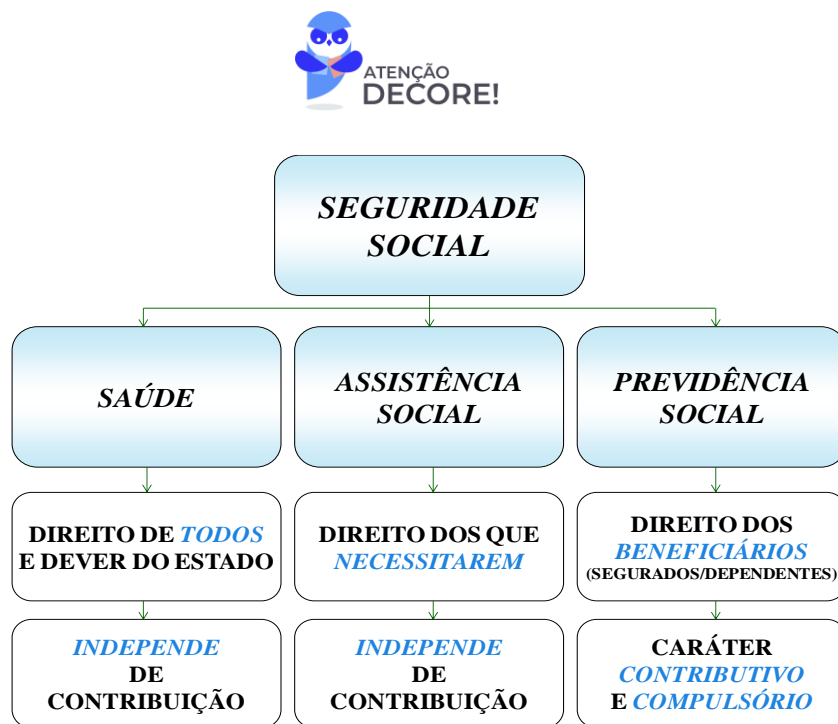 ATENÇÃO
DECORE!
SEGURIDADE
SOCIAL
SAÚDE
ASSISTÊNCIA
SOCIAL
PREVIDÊNCIA
SOCIAL
DIREITO DE TODOS
E DEVER DO ESTADO
DIREITO DOS QUE
NECESSITAREM
DIREITO DOS
BENEFICIÁRIOS
(SEGURADOS/DEPENDENTES)
INDEPENDE
DE
CONTRIBUIÇÃO
INDEPENDE
DE
CONTRIBUIÇÃO
CARÁTER
CONTRIBUTIVO
E COMPULSÓRIO